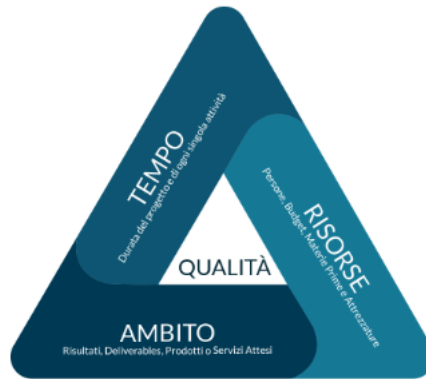 TEMPO
Durata del progetto e di ogni singola attività
RISORSE
Persone, Budget, Materie Prime e Attrezzature
QUALITÀ
AMBITO
Risultati, Deliverables, Prodotti o Servizi Attesi